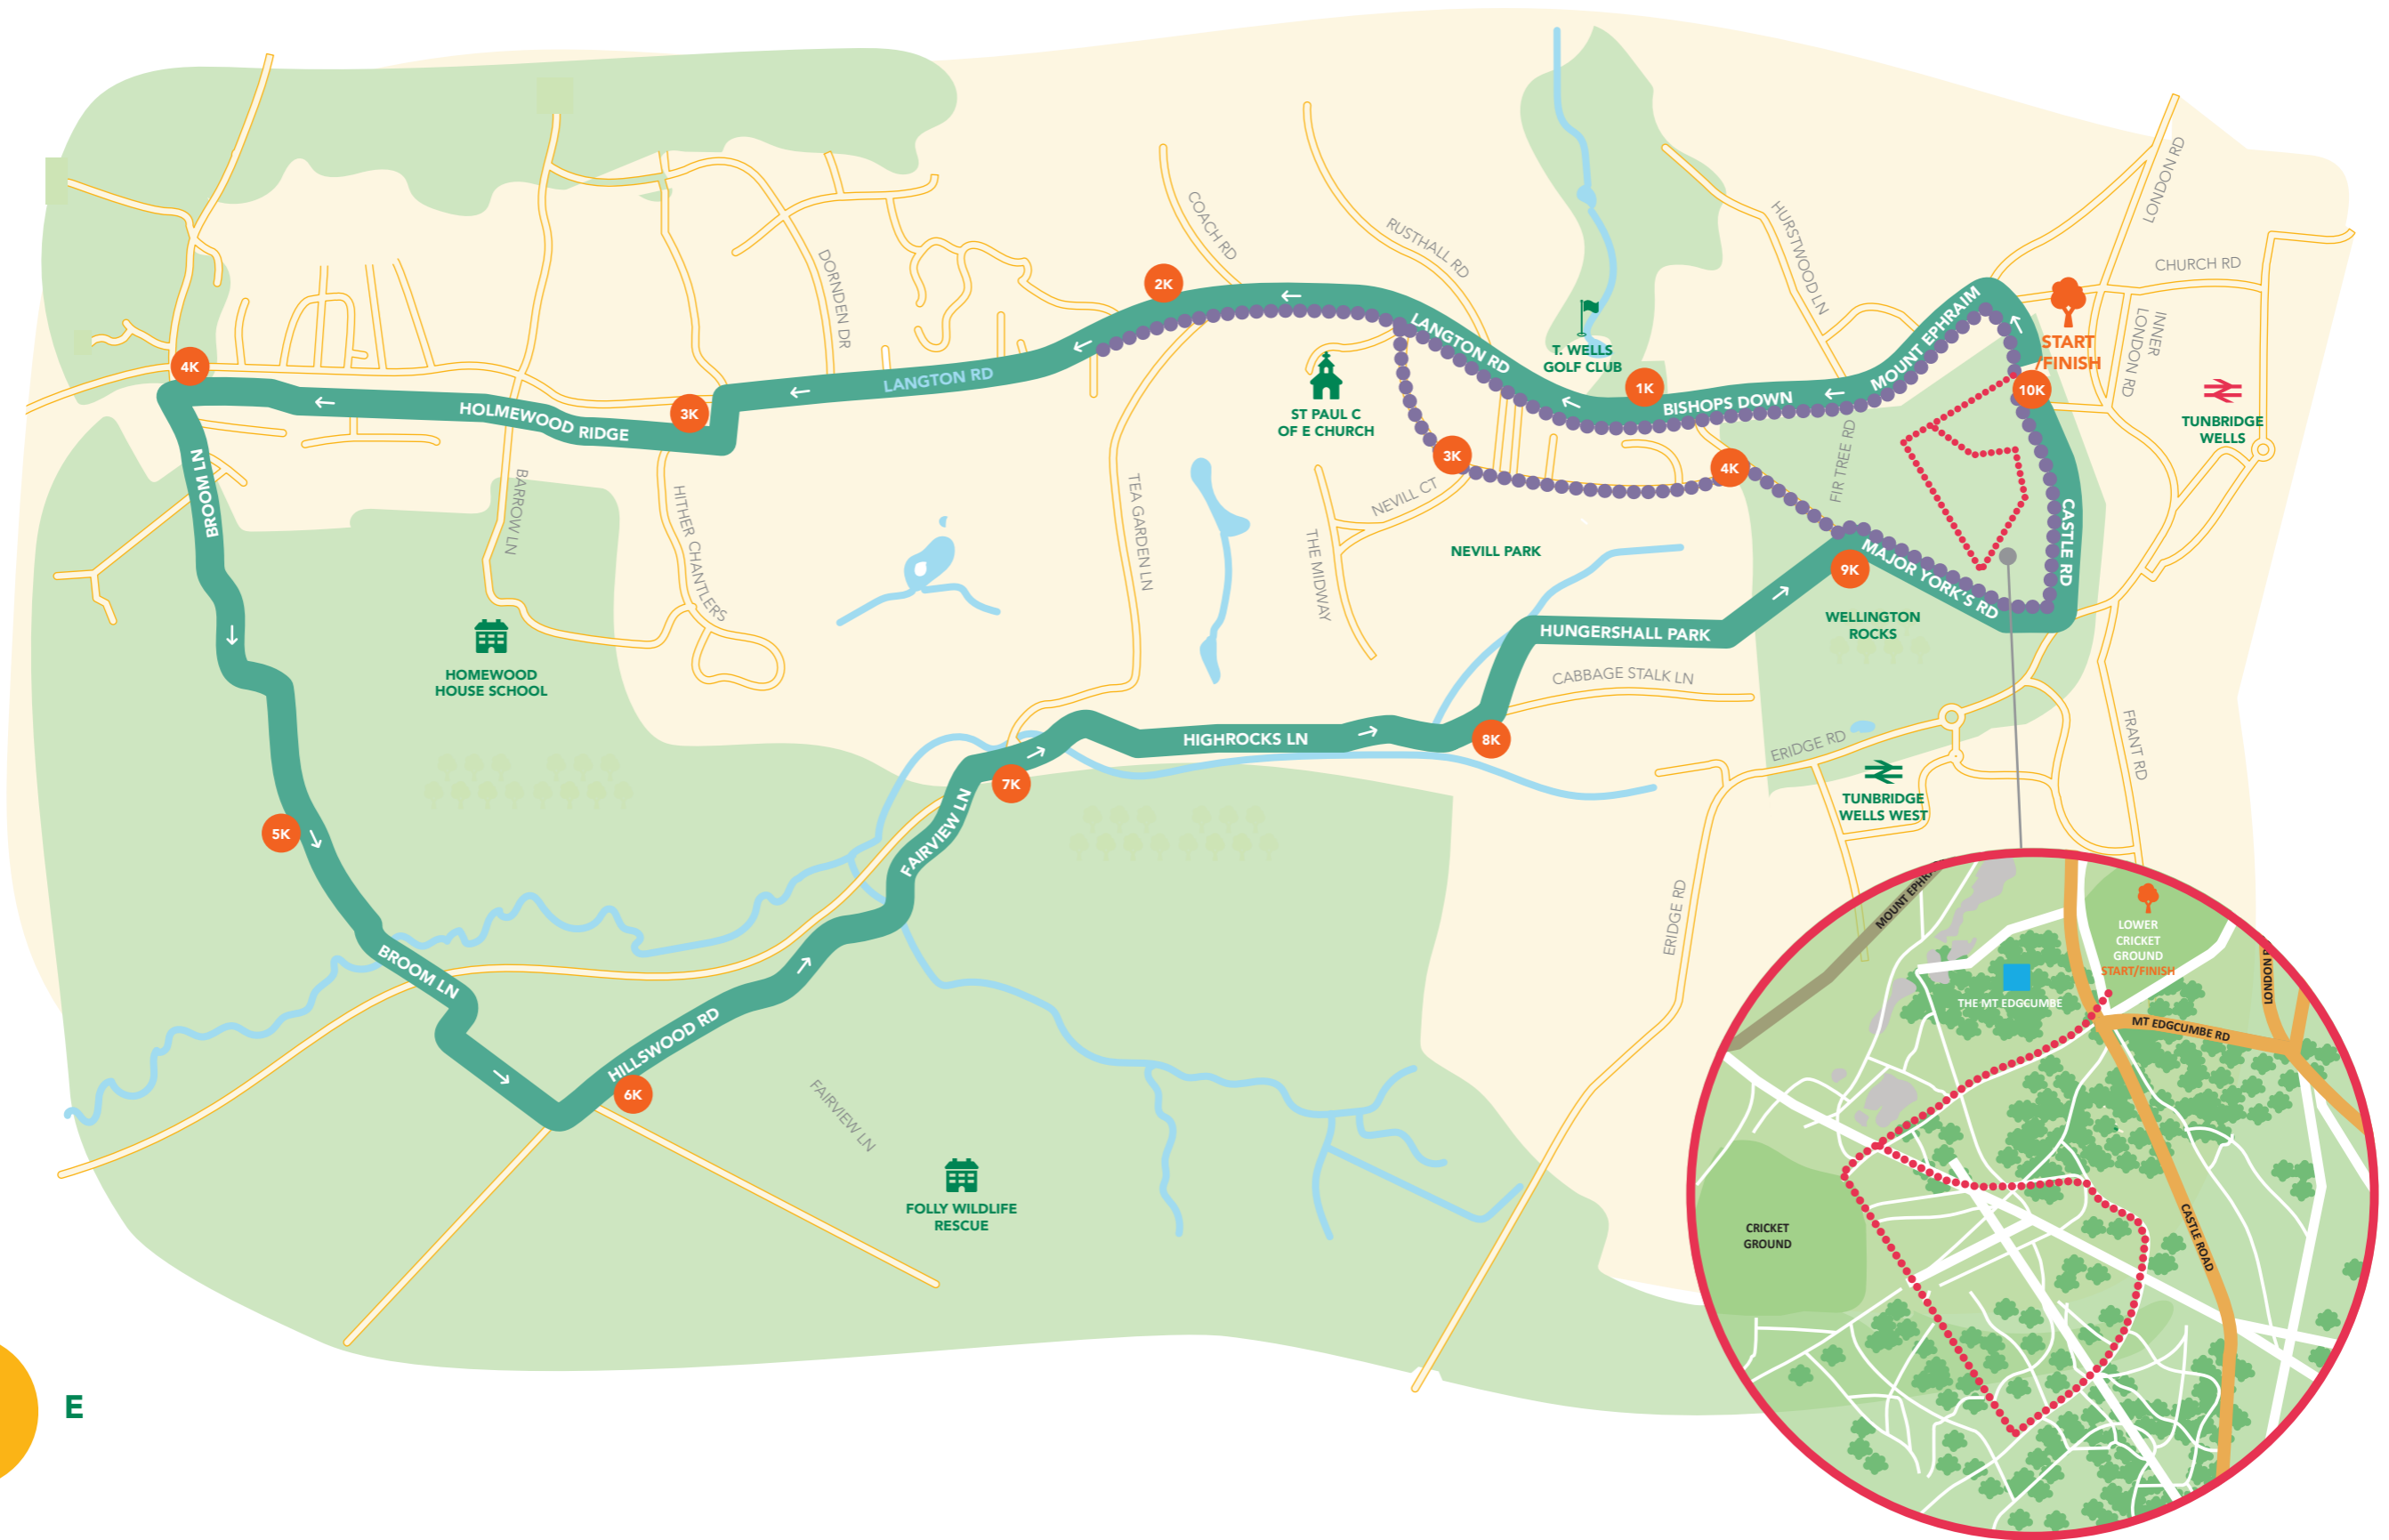 LONDON RD
CHURCH RD
INNER
LONDON RD
START
/FINISH
10K
TUNBRIDGE
WELLS
HURSTWOOD LN
MOUNT EPHRAIM
RUSTHALL RD
COACH RD
DORNDEN DR
2K
LANGTON RD
T. WELLS
GOLF CLUB
1K
BISHOPS DOWN
LANGTON RD
ST PAUL C
OF E CHURCH
4K
HOLMEWOOD RIDGE
3K
3K
4K
FIR TREE RD
CASTLE RD
BROOM LN
BARROW LN
HITHER CHANTLERS
TEA GARDEN LN
THE MIDWAY
NEVILL CT
NEVILL PARK
MAJOR YORK'S RD
9K
WELLINGTON
ROCKS
HUNGERSHALL PARK
CABBAGE STALK LN
HOMEWOOD
HOUSE SCHOOL
HIGHROCKS LN
8K
ERIDGE RD
FRANT RD
TUNBRIDGE
WELLS WEST
7K
5K
FAIRVIEW LN
BROOM LN
HILLSWOOD RD
6K
FAIRVIEW LN
FOLLY WILDLIFE
RESCUE
ERIDGE RD
MOUNT EPHRA
LOWER
CRICKET
GROUND
START/FINISH
THE MT EDGCUMBE
LONDON R
MT EDGCUMBE RD
CASTLE ROAD
CRICKET
GROUND
E